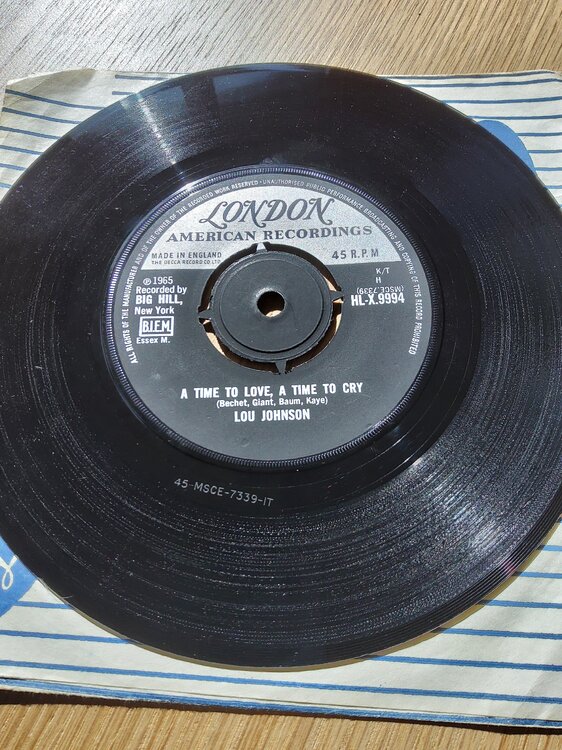 ALL RIGHTS OF THE MANUFACTURER AND OF THE OWNER OF THE RECORDED WORK RESERVED · UNAUTHORISED PUBLIC PERFORMANCE BROADCASTING AND COPYING OF THIS RECORD PROHIBITED
LONDON
AMERICAN RECORDINGS
MADE IN ENGLAND
THE DECCA RECORD CO. LTD.
45 R.P.M
℗ 1965
Recorded by
BIG HILL,
New York
B.I.E.M.
Essex M.
K/T
(MSCE.7339)
HL-X.9994
A TIME TO LOVE, A TIME TO CRY
(Bechet, Giant, Baum, Kaye)
LOU JOHNSON
45-MSCE-7339-1T